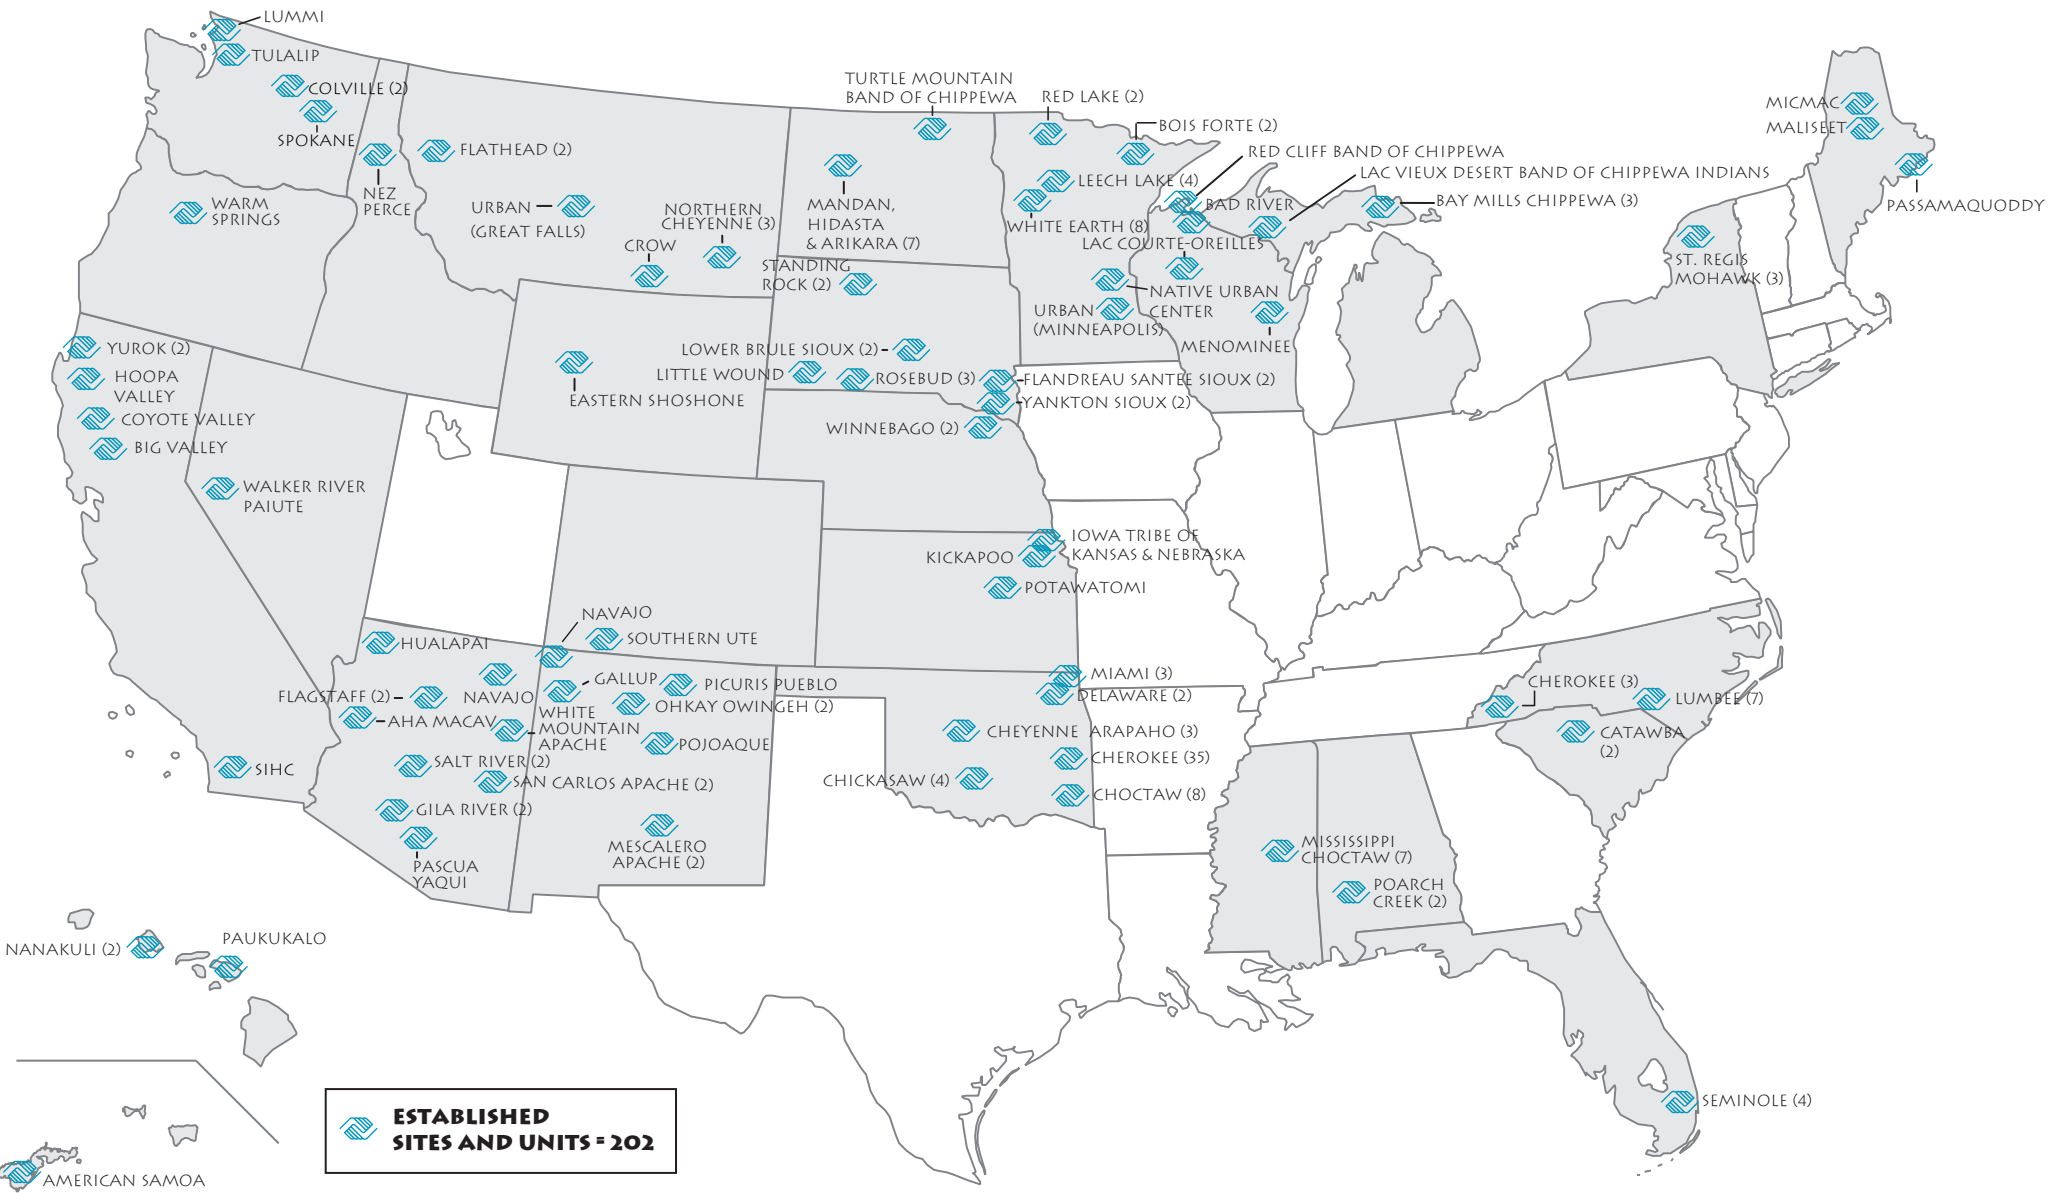 LUMMI
TULALIP
COLVILLE (2)
SPOKANE
NEZ
PERCE
WARM
SPRINGS
FLATHEAD (2)
URBAN
(GREAT FALLS)
NORTHERN
CHEYENNE (3)
CROW
TURTLE MOUNTAIN
BAND OF CHIPPEWA
MANDAN,
HIDASTA
& ARIKARA (7)
STANDING
ROCK (2)
RED LAKE (2)
BOIS FORTE (2)
LEECH LAKE (4)
WHITE EARTH (8)
RED CLIFF BAND OF CHIPPEWA
LAC VIEUX DESERT BAND OF CHIPPEWA INDIANS
BAD RIVER
BAY MILLS CHIPPEWA (3)
LAC COURTE-OREILLES
NATIVE URBAN
CENTER
URBAN
(MINNEAPOLIS)
MENOMINEE
MICMAC
MALISEET
PASSAMAQUODDY
ST. REGIS
MOHAWK (3)
YUROK (2)
HOOPA
VALLEY
COYOTE VALLEY
BIG VALLEY
WALKER RIVER
PAIUTE
EASTERN SHOSHONE
LOWER BRULE SIOUX (2)
LITTLE WOUND
ROSEBUD (3)
FLANDREAU SANTEE SIOUX (2)
YANKTON SIOUX (2)
WINNEBAGO (2)
IOWA TRIBE OF
KANSAS & NEBRASKA
KICKAPOO
POTAWATOMI
NAVAJO
SOUTHERN UTE
HUALAPAI
NAVAJO
FLAGSTAFF (2)
AHA MACAV
GALLUP
PICURIS PUEBLO
OHKAY OWINGEH (2)
WHITE
MOUNTAIN
APACHE
POJOAQUE
SALT RIVER (2)
SAN CARLOS APACHE (2)
GILA RIVER (2)
PASCUA
YAQUI
MESCALERO
APACHE (2)
SIHC
MIAMI (3)
DELAWARE (2)
CHEYENNE ARAPAHO (3)
CHEROKEE (35)
CHICKASAW (4)
CHOCTAW (8)
CHEROKEE (3)
LUMBEE (7)
CATAWBA
(2)
MISSISSIPPI
CHOCTAW (7)
POARCH
CREEK (2)
SEMINOLE (4)
NANAKULI (2)
PAUKUKALO
AMERICAN SAMOA
ESTABLISHED
SITES AND UNITS = 202